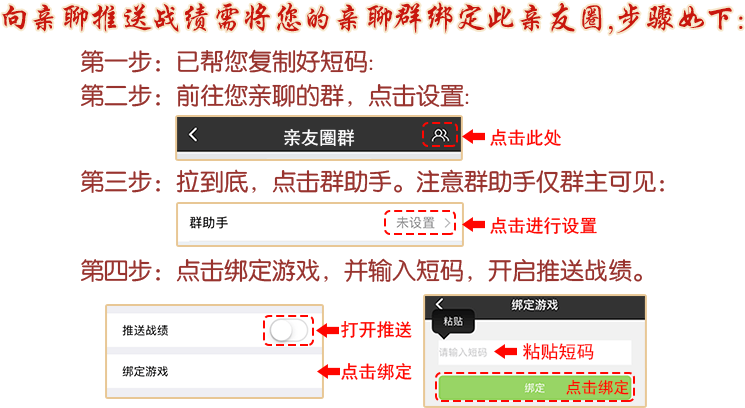 向亲聊推送战绩需将您的亲聊群绑定此亲友圈,步骤如下:
第一步：已帮您复制好短码:
第二步：前往您亲聊的群，点击设置:
亲友圈群
点击此处
第三步：拉到底，点击群助手。注意群助手仅群主可见：
群助手
未设置
点击进行设置
第四步：点击绑定游戏，并输入短码，开启推送战绩。
推送战绩
打开推送
绑定游戏
点击绑定
绑定游戏
粘贴
请输入短码
粘贴短码
绑定
点击绑定